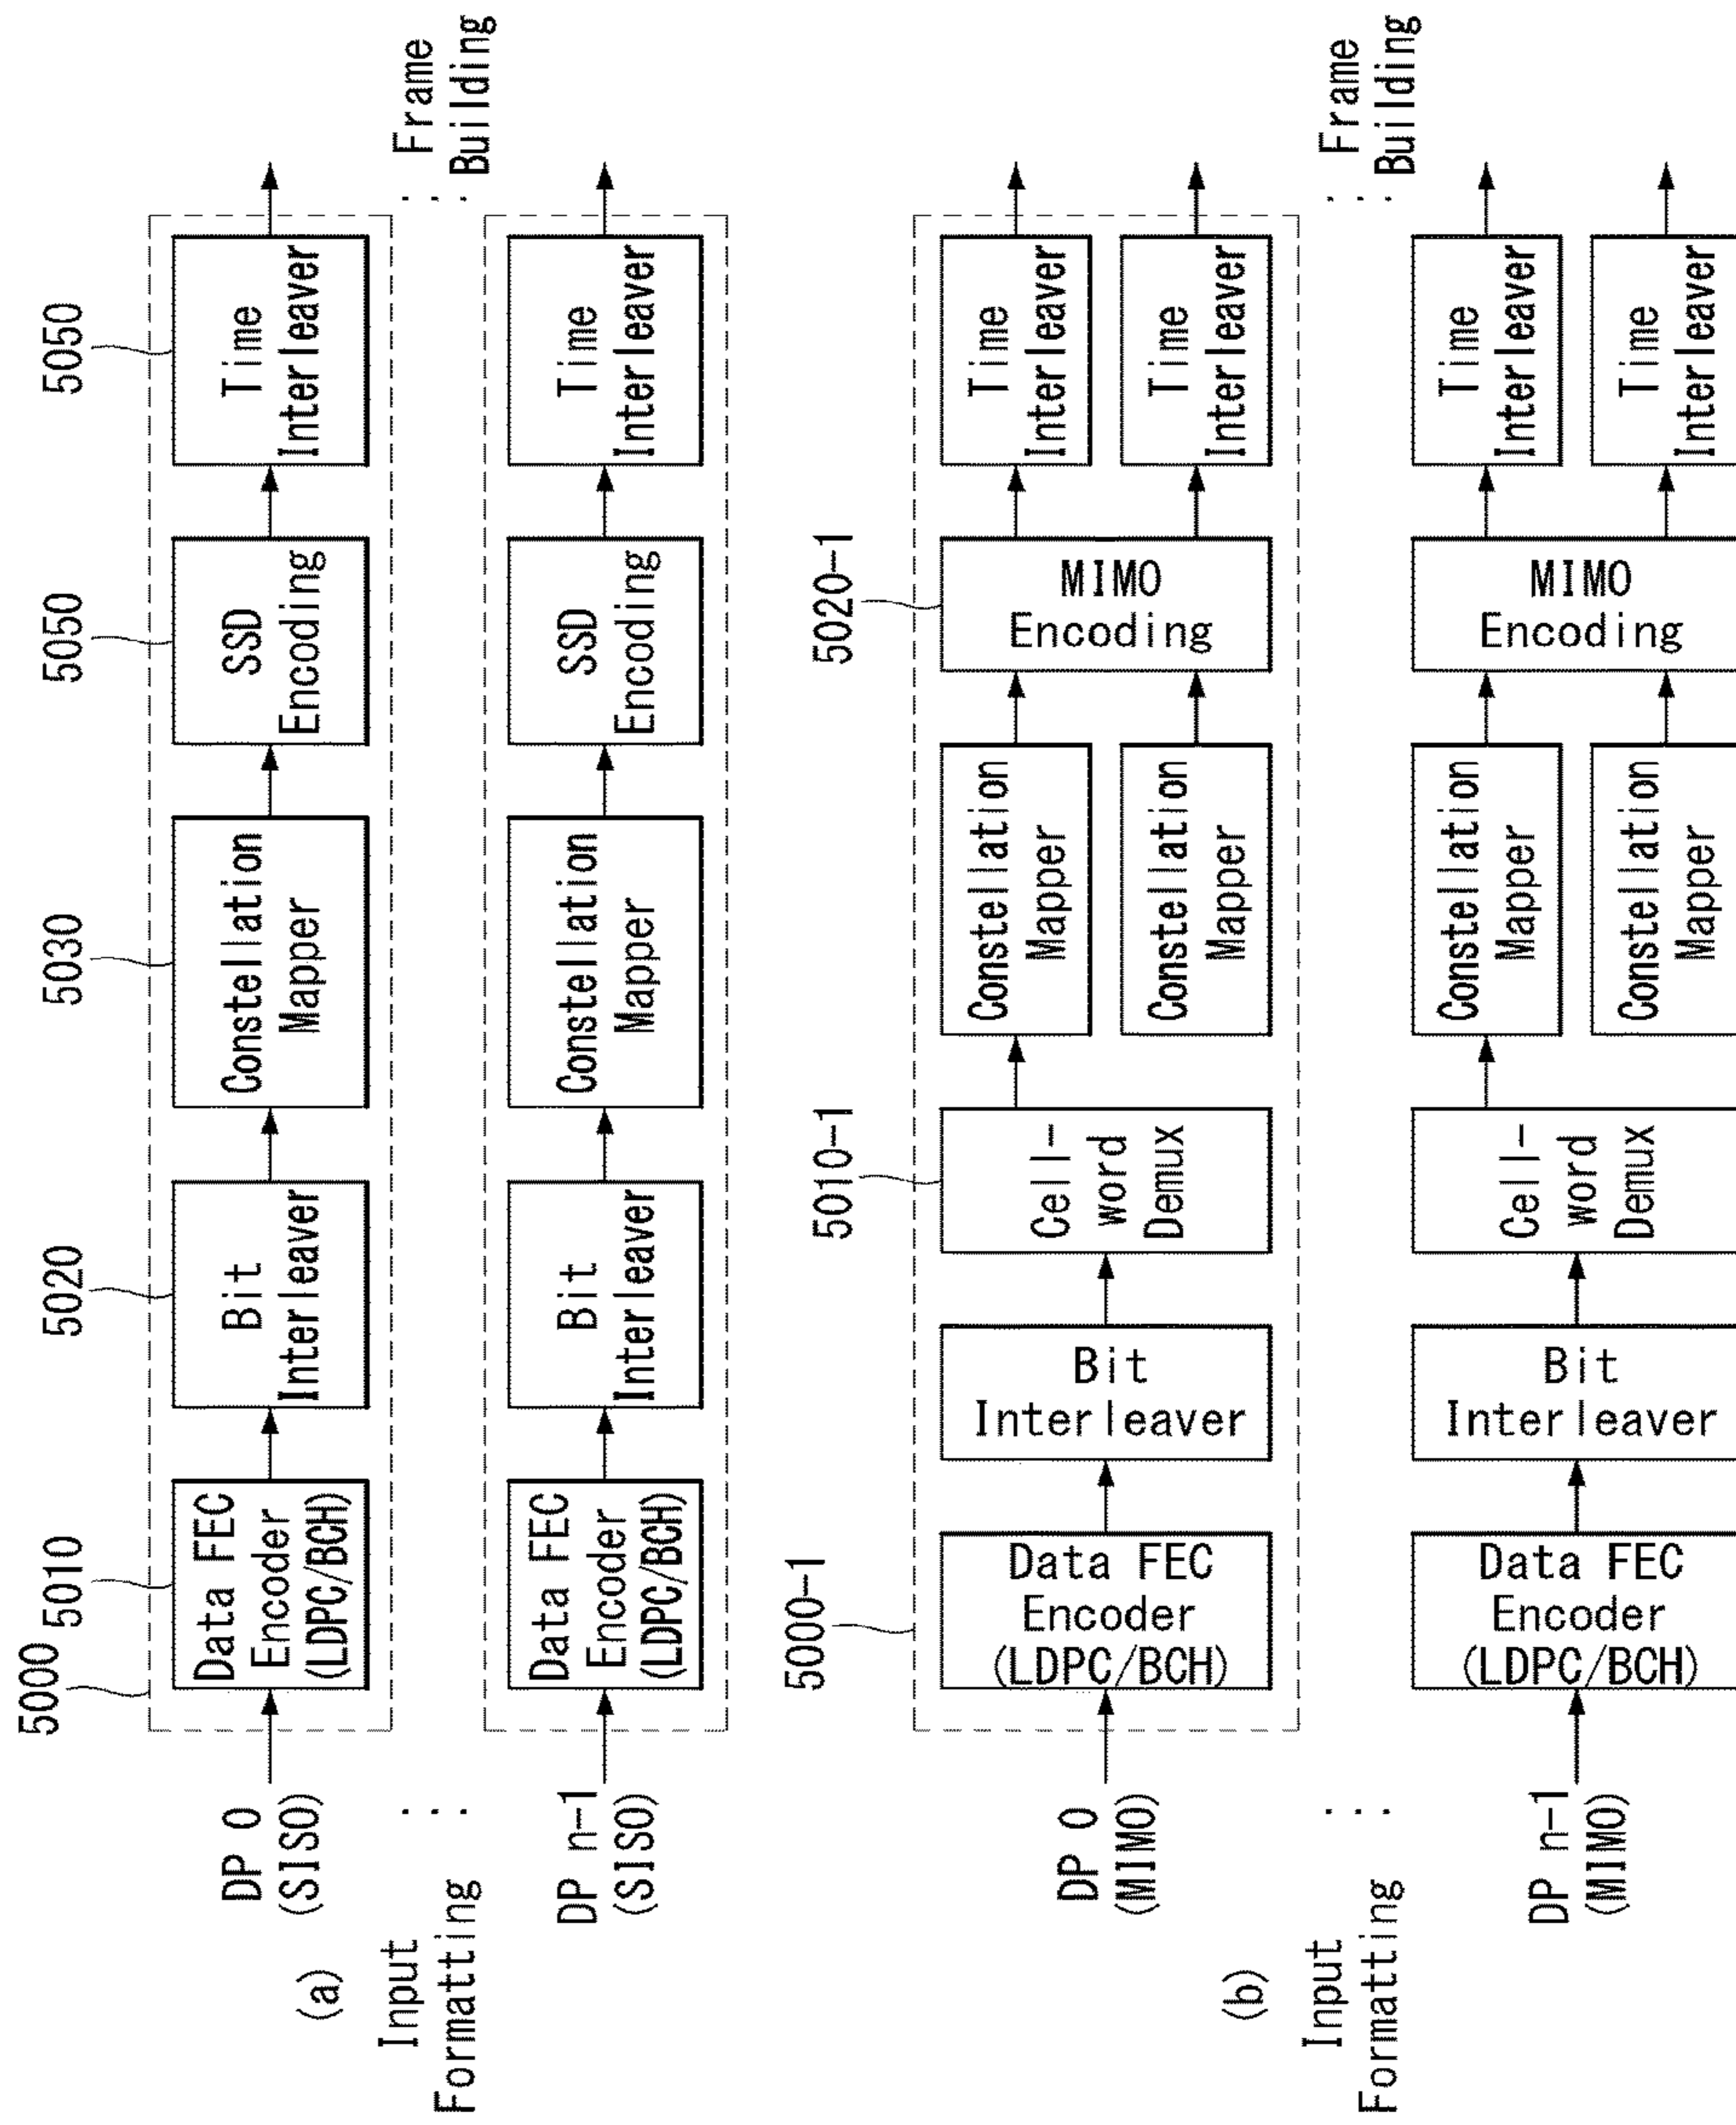 (a)
Input
Formatting
DP 0
(SISO)
⋮
DP n-1
(SISO)
5000
5010
5020
5030
5050
5050
Data FEC
Encoder
(LDPC/BCH)
Bit
Interleaver
Constellation
Mapper
SSD
Encoding
Time
Interleaver
Data FEC
Encoder
(LDPC/BCH)
Bit
Interleaver
Constellation
Mapper
SSD
Encoding
Time
Interleaver
⋮
Frame
Building
(b)
Input
Formatting
DP 0
(MIMO)
⋮
DP n-1
(MIMO)
5000-1
5010-1
5020-1
Data FEC
Encoder
(LDPC/BCH)
Bit
Interleaver
Cell-
word
Demux
Constellation
Mapper
Constellation
Mapper
MIMO
Encoding
Time
Interleaver
Time
Interleaver
Data FEC
Encoder
(LDPC/BCH)
Bit
Interleaver
Cell-
word
Demux
Constellation
Mapper
Constellation
Mapper
MIMO
Encoding
Time
Interleaver
Time
Interleaver
⋮
Frame
Building